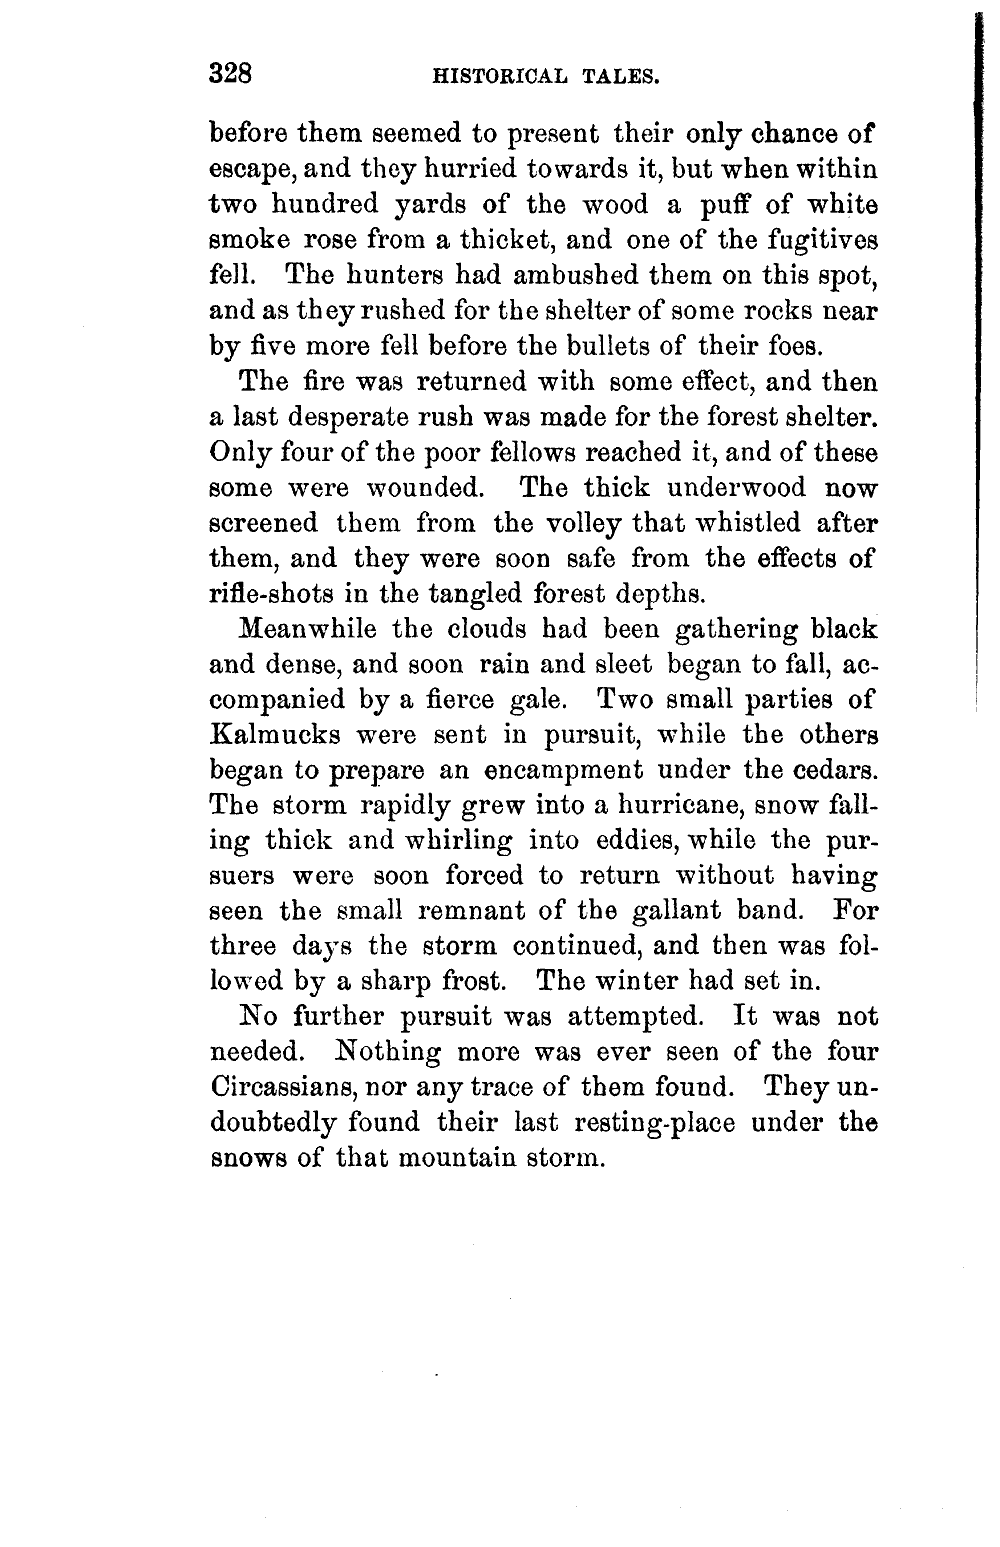 328 HISTORICAL TALES.
before them seemed to present their only chance of
escape, and they hurried towards it, but when within
two hundred yards of the wood a puff of white
smoke rose from a thicket, and one of the fugitives
fell. The hunters had ambushed them on this spot,
and as they rushed for the shelter of some rocks near
by five more fell before the bullets of their foes.
The fire was returned with some effect, and then
a last desperate rush was made for the forest shelter.
Only four of the poor fellows reached it, and of these
some were wounded. The thick underwood now
screened them from the volley that whistled after
them, and they were soon safe from the effects of
rifle-shots in the tangled forest depths.
Meanwhile the clouds had been gathering black
and dense, and soon rain and sleet began to fall, ac-
companied by a fierce gale. Two small parties of
Kalmucks were sent in pursuit, while the others
began to prepare an encampment under the cedars.
The storm rapidly grew into a hurricane, snow fall-
ing thick and whirling into eddies, while the pur-
suers were soon forced to return without having
seen the small remnant of the gallant band. For
three days the storm continued, and then was fol-
lowed by a sharp frost. The winter had set in.
No further pursuit was attempted. It was not
needed. Nothing more was ever seen of the four
Circassians, nor any trace of them found. They un-
doubtedly found their last resting-place under the
snows of that mountain storm.